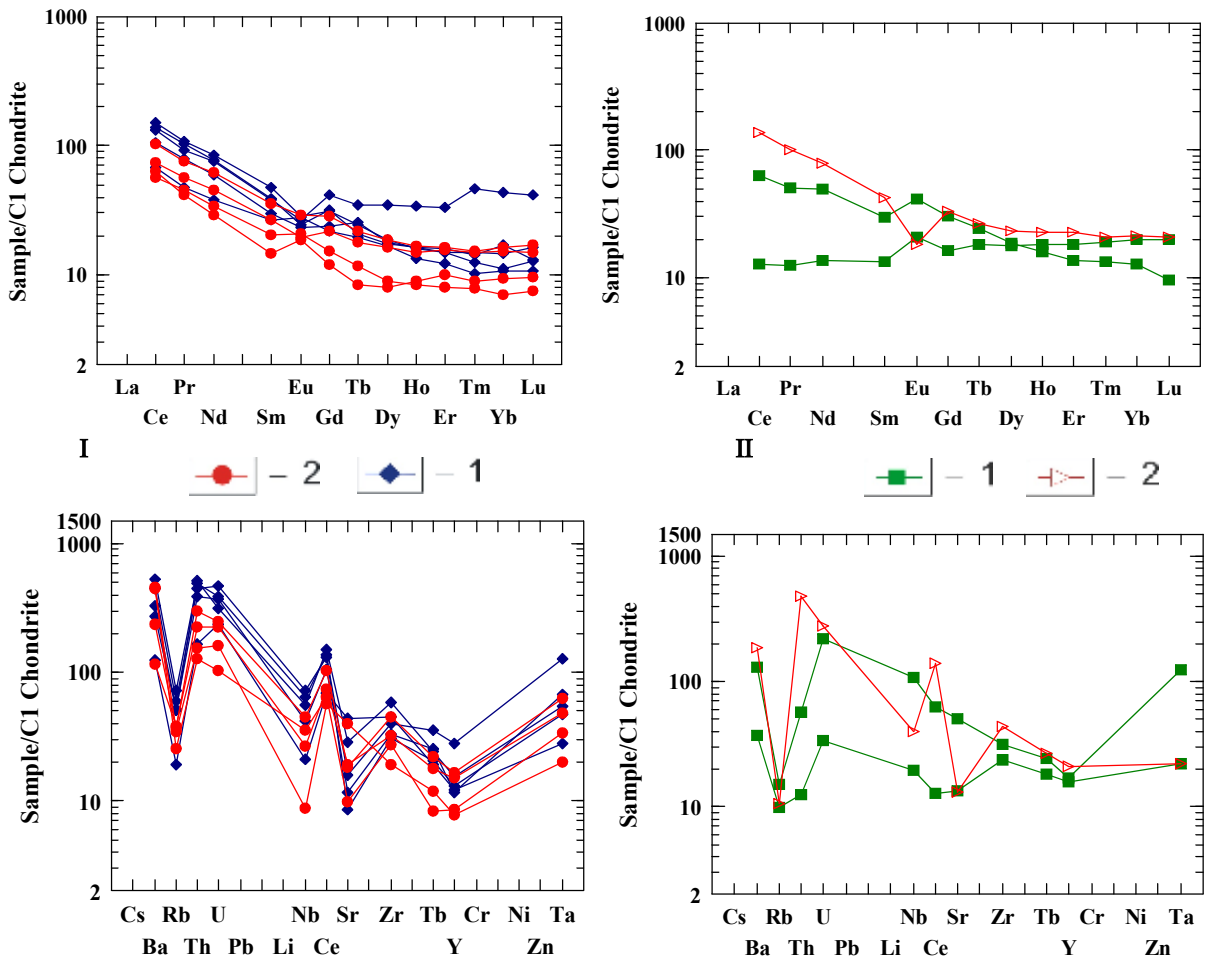 1000
100
10
2
Sample/C1 Chondrite
La Pr Eu Tb Ho Tm Lu
Ce Nd Sm Gd Dy Er Yb
I
1000
100
10
2
Sample/C1 Chondrite
La Pr Eu Tb Ho Tm Lu
Ce Nd Sm Gd Dy Er Yb
II
– 2 – 1
– 1 – 2
1500
1000
100
10
2
Sample/C1 Chondrite
Cs Rb U Nb Sr Zr Tb Cr Ni Ta
Ba Th Pb Li Ce Y Zn
1500
1000
100
10
2
Sample/C1 Chondrite
Cs Rb U Nb Sr Zr Tb Cr Ni Ta
Ba Th Pb Li Ce Y Zn